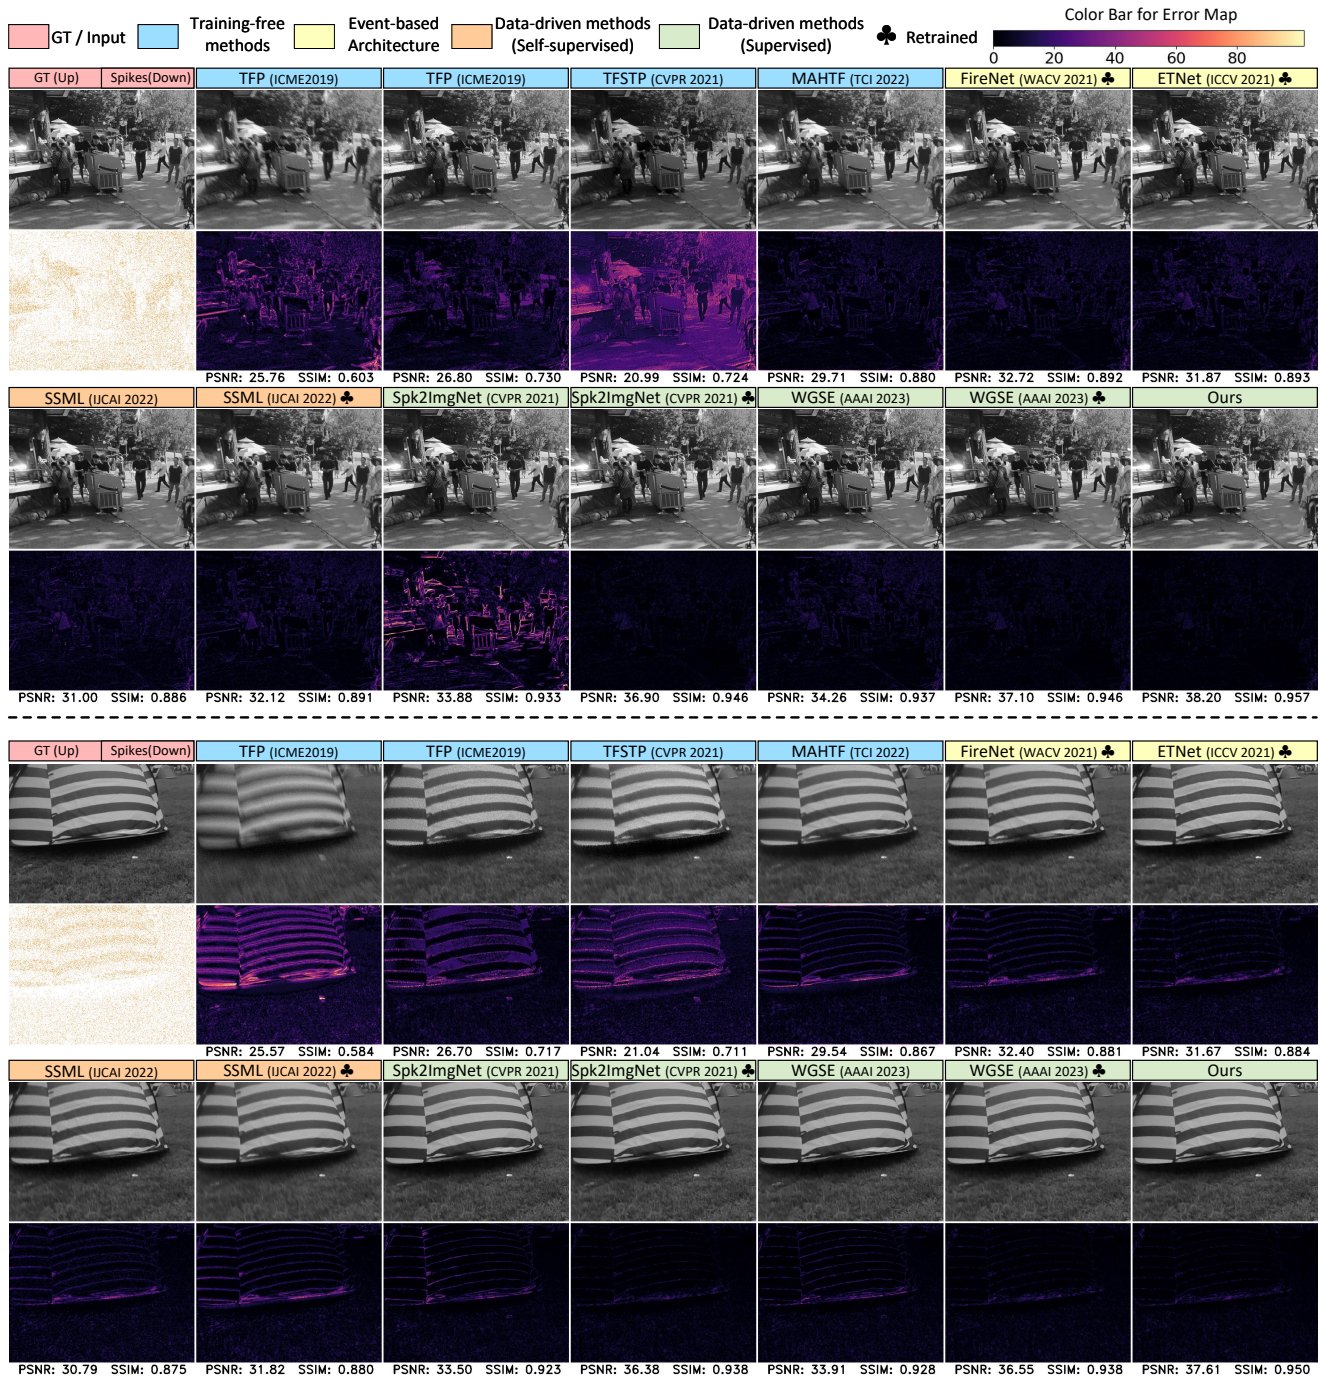 GT / Input
Training-free methods
Event-based Architecture
Data-driven methods (Self-supervised)
Data-driven methods (Supervised)
♣ Retrained
Color Bar for Error Map
0 20 40 60 80
GT (Up) Spikes(Down) TFP (ICME2019) TFP (ICME2019) TFSTP (CVPR 2021) MAHTF (TCI 2022) FireNet (WACV 2021) ♣ ETNet (ICCV 2021) ♣
PSNR: 25.76 SSIM: 0.603 PSNR: 26.80 SSIM: 0.730 PSNR: 20.99 SSIM: 0.724 PSNR: 29.71 SSIM: 0.880 PSNR: 32.72 SSIM: 0.892 PSNR: 31.87 SSIM: 0.893
SSML (IJCAI 2022) SSML (IJCAI 2022) ♣ Spk2ImgNet (CVPR 2021) Spk2ImgNet (CVPR 2021) ♣ WGSE (AAAI 2023) WGSE (AAAI 2023) ♣ Ours
PSNR: 31.00 SSIM: 0.886 PSNR: 32.12 SSIM: 0.891 PSNR: 33.88 SSIM: 0.933 PSNR: 36.90 SSIM: 0.946 PSNR: 34.26 SSIM: 0.937 PSNR: 37.10 SSIM: 0.946 PSNR: 38.20 SSIM: 0.957
GT (Up) Spikes(Down) TFP (ICME2019) TFP (ICME2019) TFSTP (CVPR 2021) MAHTF (TCI 2022) FireNet (WACV 2021) ♣ ETNet (ICCV 2021) ♣
PSNR: 25.57 SSIM: 0.584 PSNR: 26.70 SSIM: 0.717 PSNR: 21.04 SSIM: 0.711 PSNR: 29.54 SSIM: 0.867 PSNR: 32.40 SSIM: 0.881 PSNR: 31.67 SSIM: 0.884
SSML (IJCAI 2022) SSML (IJCAI 2022) ♣ Spk2ImgNet (CVPR 2021) Spk2ImgNet (CVPR 2021) ♣ WGSE (AAAI 2023) WGSE (AAAI 2023) ♣ Ours
PSNR: 30.79 SSIM: 0.875 PSNR: 31.82 SSIM: 0.880 PSNR: 33.50 SSIM: 0.923 PSNR: 36.38 SSIM: 0.938 PSNR: 33.91 SSIM: 0.928 PSNR: 36.55 SSIM: 0.938 PSNR: 37.61 SSIM: 0.950